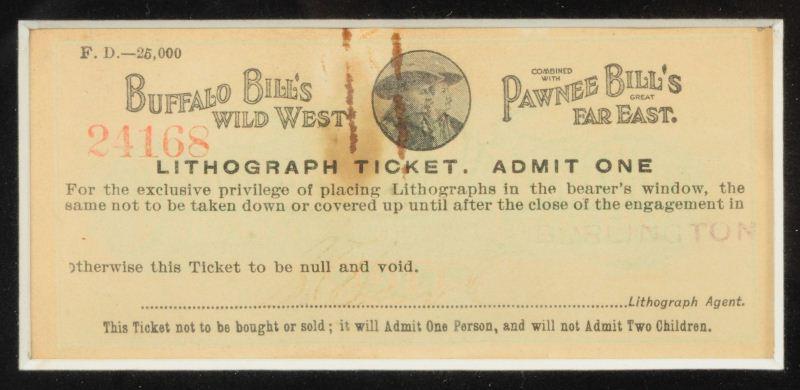 F. D.—25,000
BUFFALO BILL'S
WILD WEST
COMBINED
WITH
PAWNEE BILL'S
GREAT
FAR EAST.
24168
LITHOGRAPH TICKET. ADMIT ONE
For the exclusive privilege of placing Lithographs in the bearer's window, the
same not to be taken down or covered up until after the close of the engagement in
BURLINGTON
otherwise this Ticket to be null and void.
Lithograph Agent.
This Ticket not to be bought or sold; it will Admit One Person, and will not Admit Two Children.